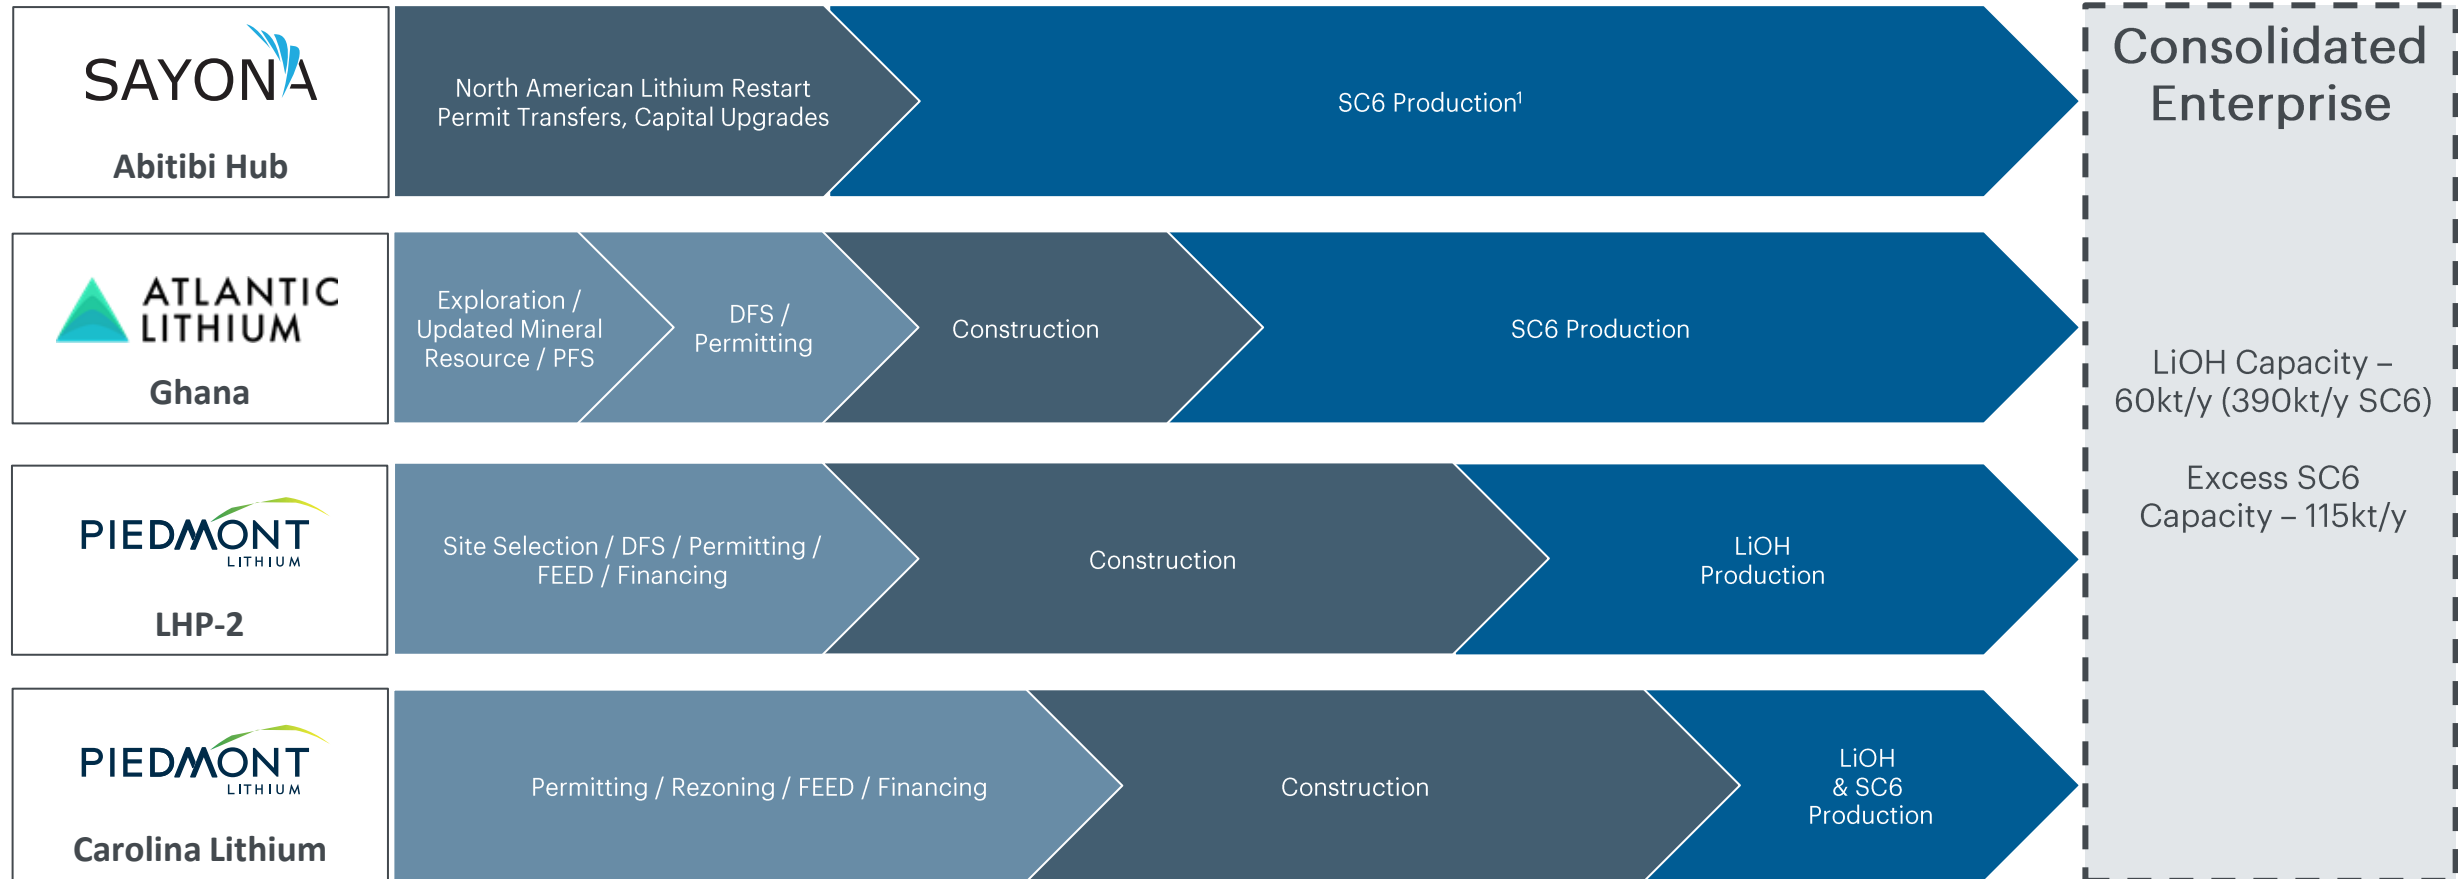 SAYONA
Abitibi Hub
North American Lithium Restart
Permit Transfers, Capital Upgrades
SC6 Production¹
ATLANTIC
LITHIUM
Ghana
Exploration /
Updated Mineral
Resource / PFS
DFS /
Permitting
Construction
SC6 Production
PIEDMONT
LITHIUM
LHP-2
Site Selection / DFS / Permitting /
FEED / Financing
Construction
LiOH
Production
PIEDMONT
LITHIUM
Carolina Lithium
Permitting / Rezoning / FEED / Financing
Construction
LiOH
& SC6
Production
Consolidated
Enterprise
LiOH Capacity –
60kt/y (390kt/y SC6)
Excess SC6
Capacity – 115kt/y